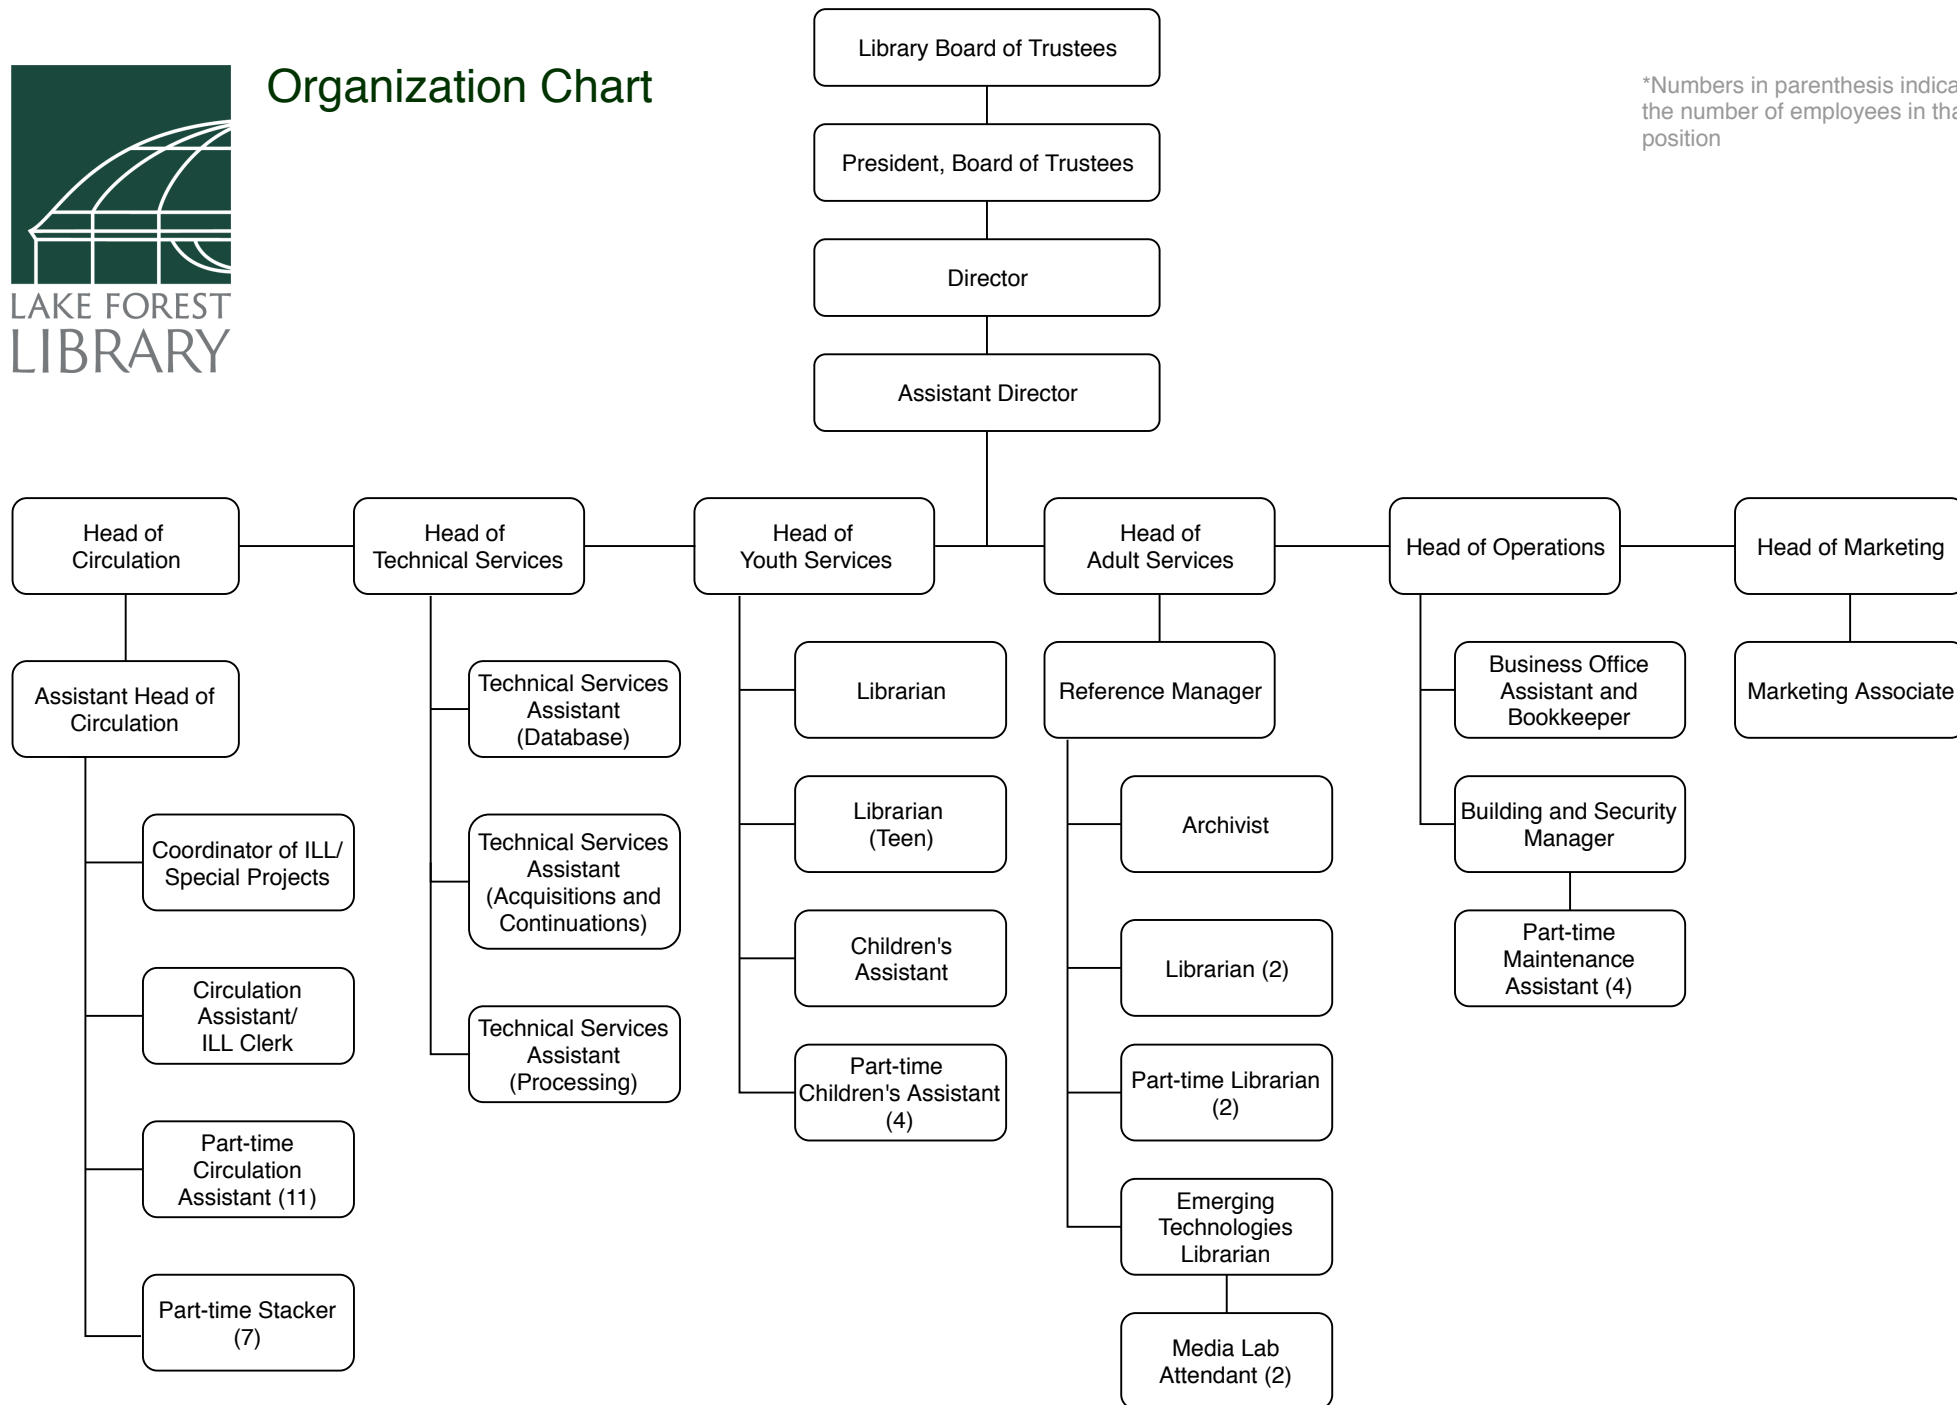 Library Board of Trustees
Organization Chart
*Numbers in parenthesis indica
the number of employees in tha
position
LAKE FOREST
LIBRARY
President, Board of Trustees
Director
Assistant Director
Head of
Circulation
Head of
Technical Services
Head of
Youth Services
Head of
Adult Services
Head of Operations
Head of Marketing
Assistant Head of
Circulation
Coordinator of ILL/
Special Projects
Circulation
Assistant/
ILL Clerk
Part-time
Circulation
Assistant (11)
Part-time Stacker
(7)
Technical Services
Assistant
(Database)
Technical Services
Assistant
(Acquisitions and
Continuations)
Technical Services
Assistant
(Processing)
Librarian
Librarian
(Teen)
Children's
Assistant
Part-time
Children's Assistant
(4)
Reference Manager
Archivist
Librarian (2)
Part-time Librarian
(2)
Emerging
Technologies
Librarian
Media Lab
Attendant (2)
Business Office
Assistant and
Bookkeeper
Building and Security
Manager
Part-time
Maintenance
Assistant (4)
Marketing Associate